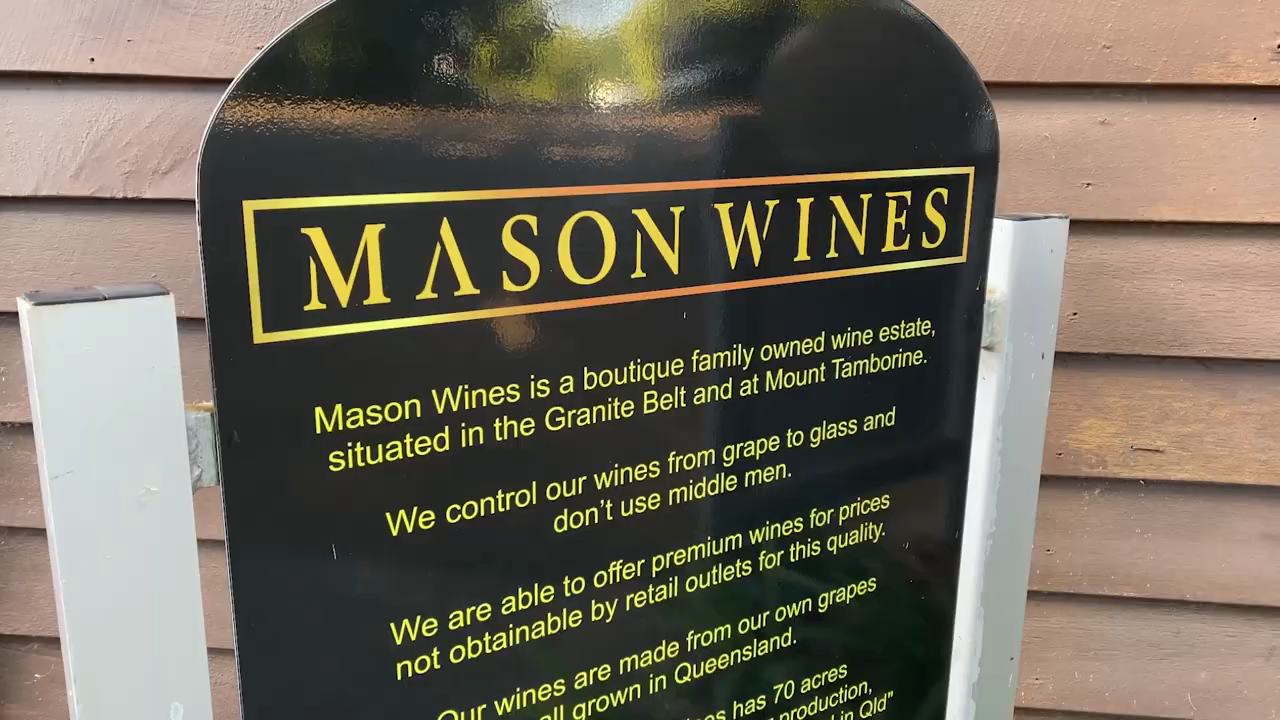 MASON WINES
Mason Wines is a boutique family owned wine estate,
situated in the Granite Belt and at Mount Tamborine.
We control our wines from grape to glass and
don't use middle men.
We are able to offer premium wines for prices
not obtainable by retail outlets for this quality.
Our wines are made from our own grapes
all grown in Queensland.
has 70 acres
production,
in Qld"